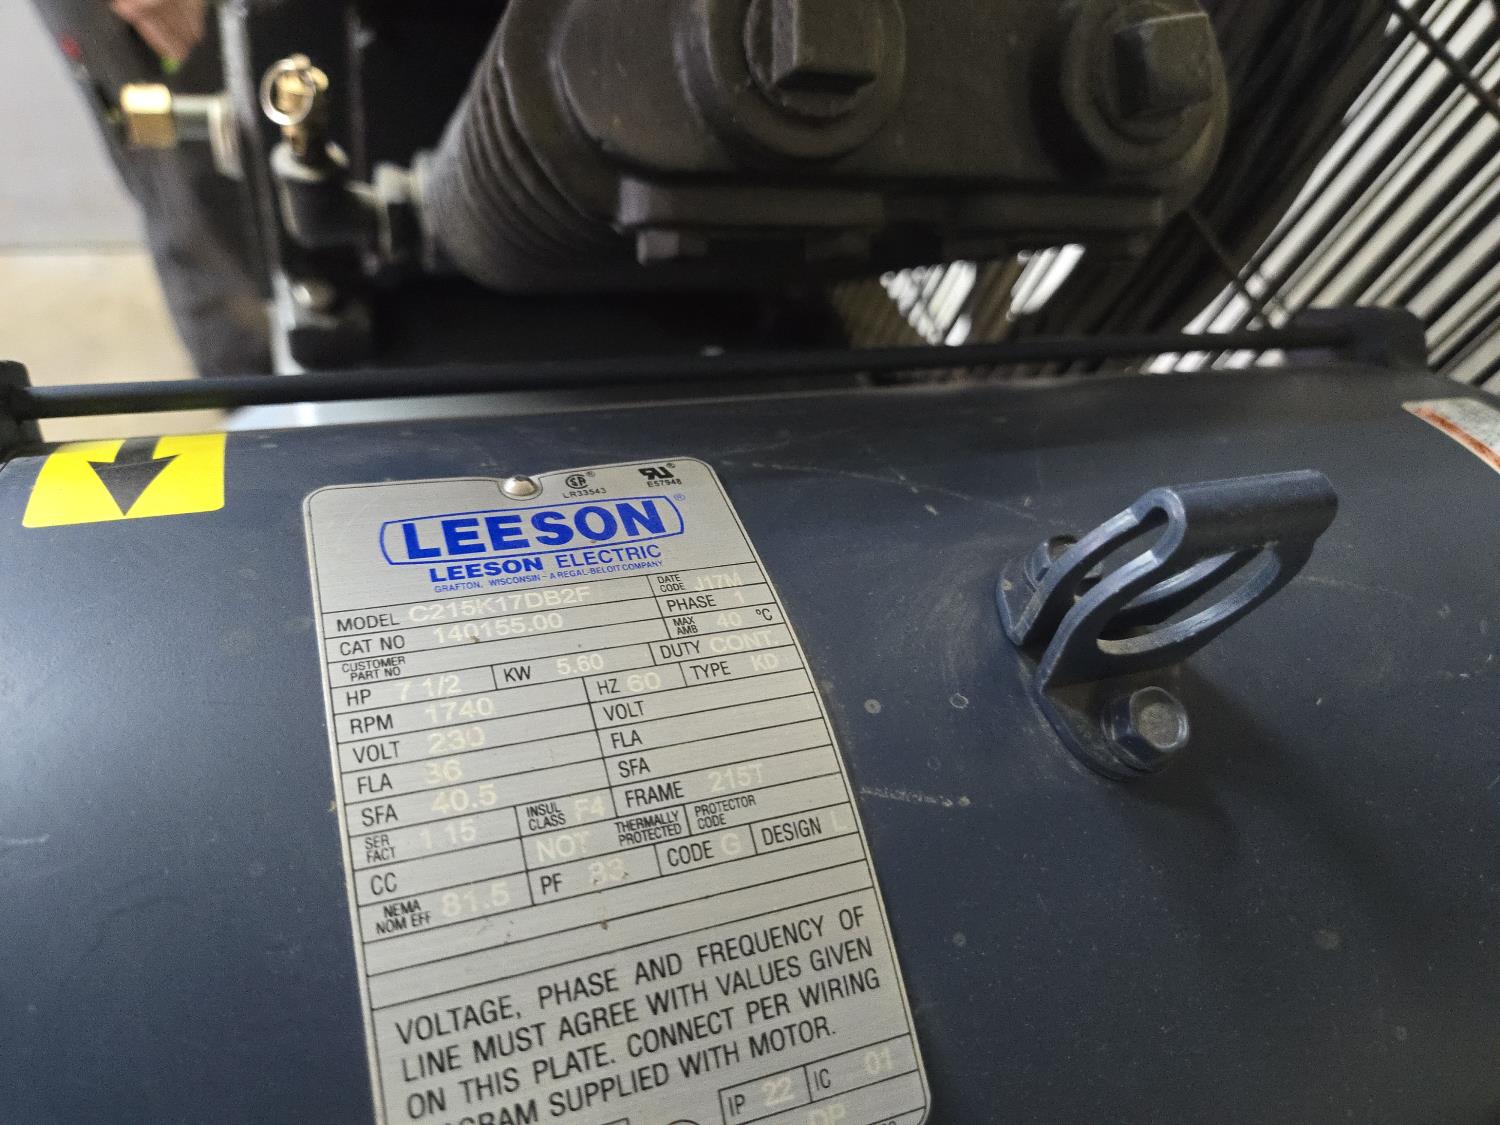 LR33543
E57948
LEESON ®
LEESON ELECTRIC
GRAFTON, WISCONSIN - A REGAL-BELOIT COMPANY
MODEL C215K17DB2F DATE CODE J17M
CAT NO 140155.00 PHASE 1
CUSTOMER PART NO MAX AMB 40 °C
HP 7 1/2 KW 5.60 DUTY CONT.
RPM 1740 HZ 60 TYPE KD
VOLT 230 VOLT
FLA 36 FLA
SFA 40.5 SFA
SER FACT 1.15 INSUL CLASS F4 FRAME 215T
CC NOT THERMALLY PROTECTED PROTECTOR CODE
NEMA NOM EFF 81.5 PF CODE G DESIGN L
VOLTAGE, PHASE AND FREQUENCY OF
LINE MUST AGREE WITH VALUES GIVEN
ON THIS PLATE. CONNECT PER WIRING
GRAM SUPPLIED WITH MOTOR.
IP 22 IC 01
DP